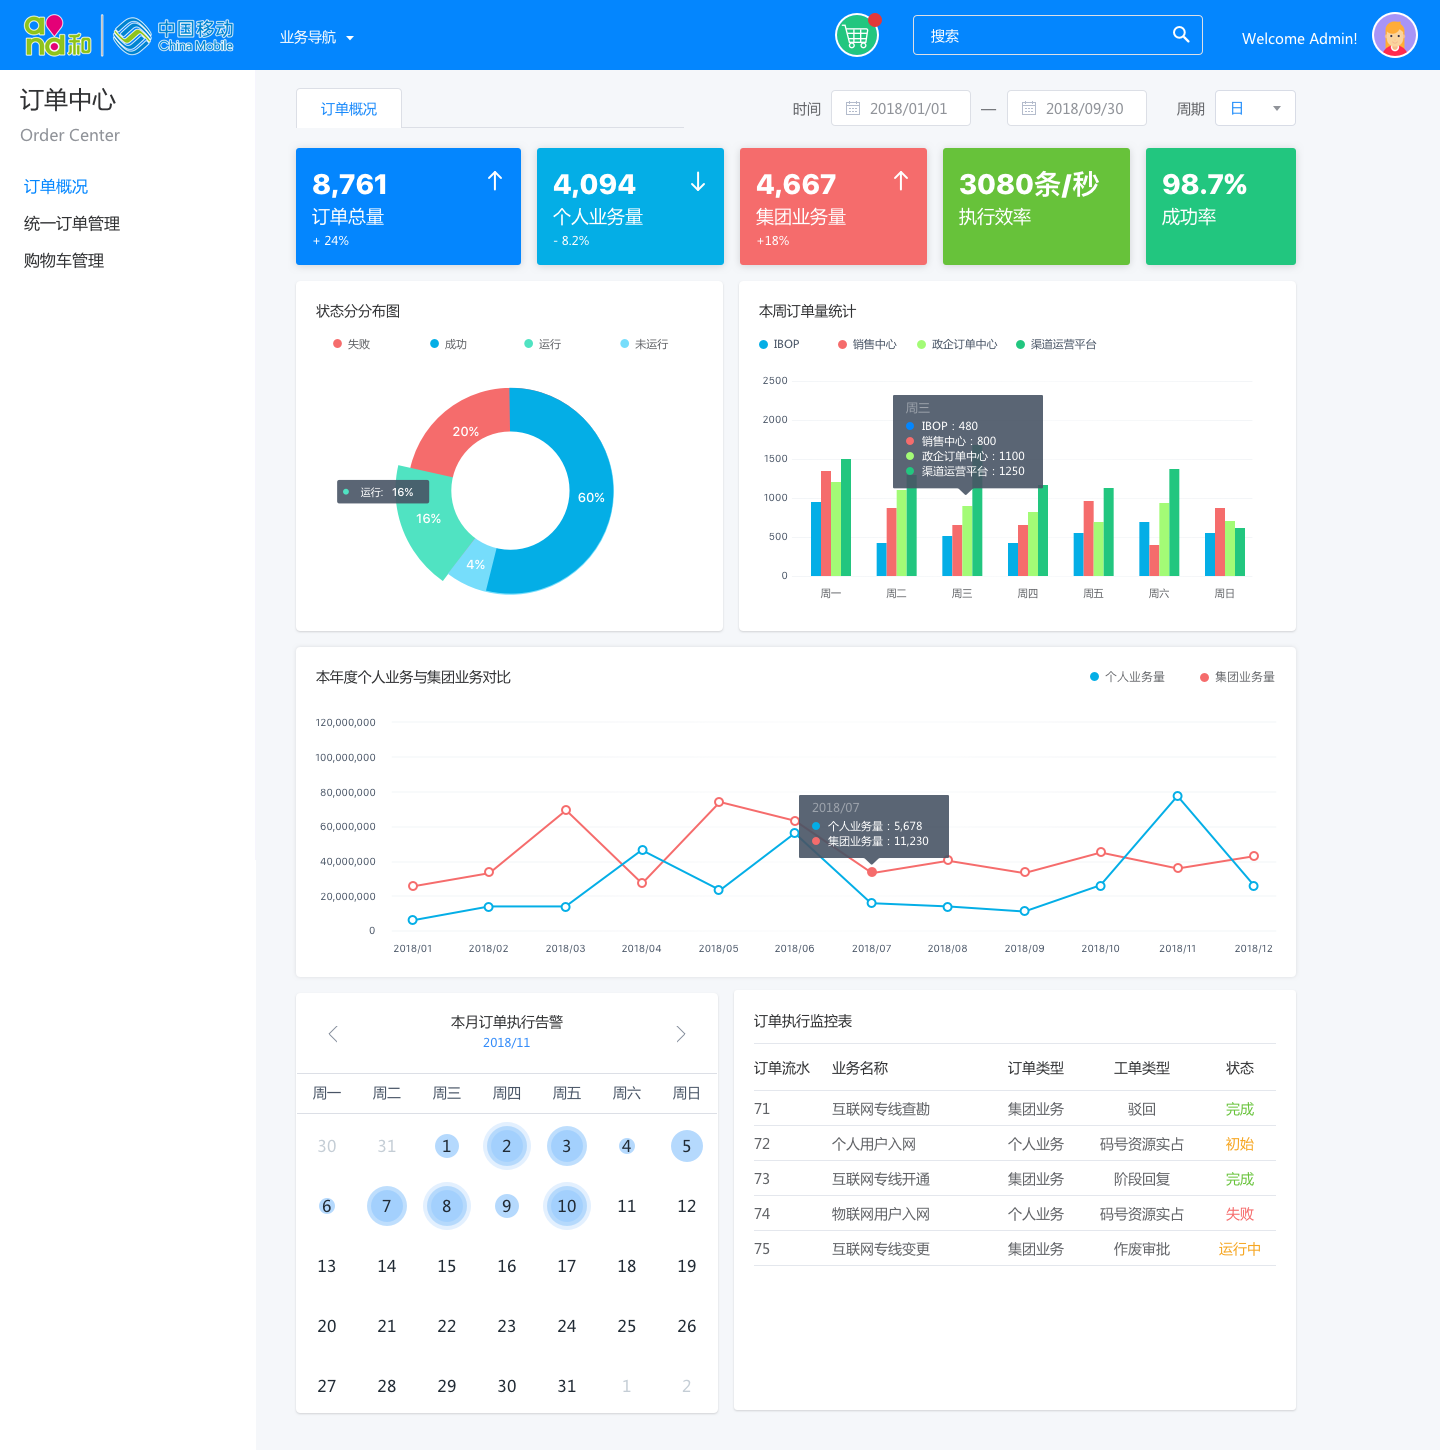 and和 中国移动 China Mobile
业务导航
搜索
Welcome Admin!
订单中心
Order Center
订单概况
统一订单管理
购物车管理
订单概况
时间 2018/01/01 — 2018/09/30 周期 日
8,761
订单总量
+ 24%
4,094
个人业务量
- 8.2%
4,667
集团业务量
+18%
3080条/秒
执行效率
98.7%
成功率
状态分分布图
失败 成功 运行 未运行
20%
60%
运行: 16%
16%
4%
本周订单量统计
IBOP 销售中心 政企订单中心 渠道运营平台
2500
2000
1500
1000
500
0
周三
IBOP：480
销售中心：800
政企订单中心：1100
渠道运营平台：1250
周一 周二 周三 周四 周五 周六 周日
本年度个人业务与集团业务对比
个人业务量 集团业务量
120,000,000
100,000,000
80,000,000
60,000,000
40,000,000
20,000,000
0
2018/07
个人业务量：5,678
集团业务量：11,230
2018/01 2018/02 2018/03 2018/04 2018/05 2018/06 2018/07 2018/08 2018/09 2018/10 2018/11 2018/12
本月订单执行告警
2018/11
周一 周二 周三 周四 周五 周六 周日
30 31 1 2 3 4 5
6 7 8 9 10 11 12
13 14 15 16 17 18 19
20 21 22 23 24 25 26
27 28 29 30 31 1 2
订单执行监控表
订单流水 业务名称 订单类型 工单类型 状态
71 互联网专线查勘 集团业务 驳回 完成
72 个人用户入网 个人业务 码号资源实占 初始
73 互联网专线开通 集团业务 阶段回复 完成
74 物联网用户入网 个人业务 码号资源实占 失败
75 互联网专线变更 集团业务 作废审批 运行中